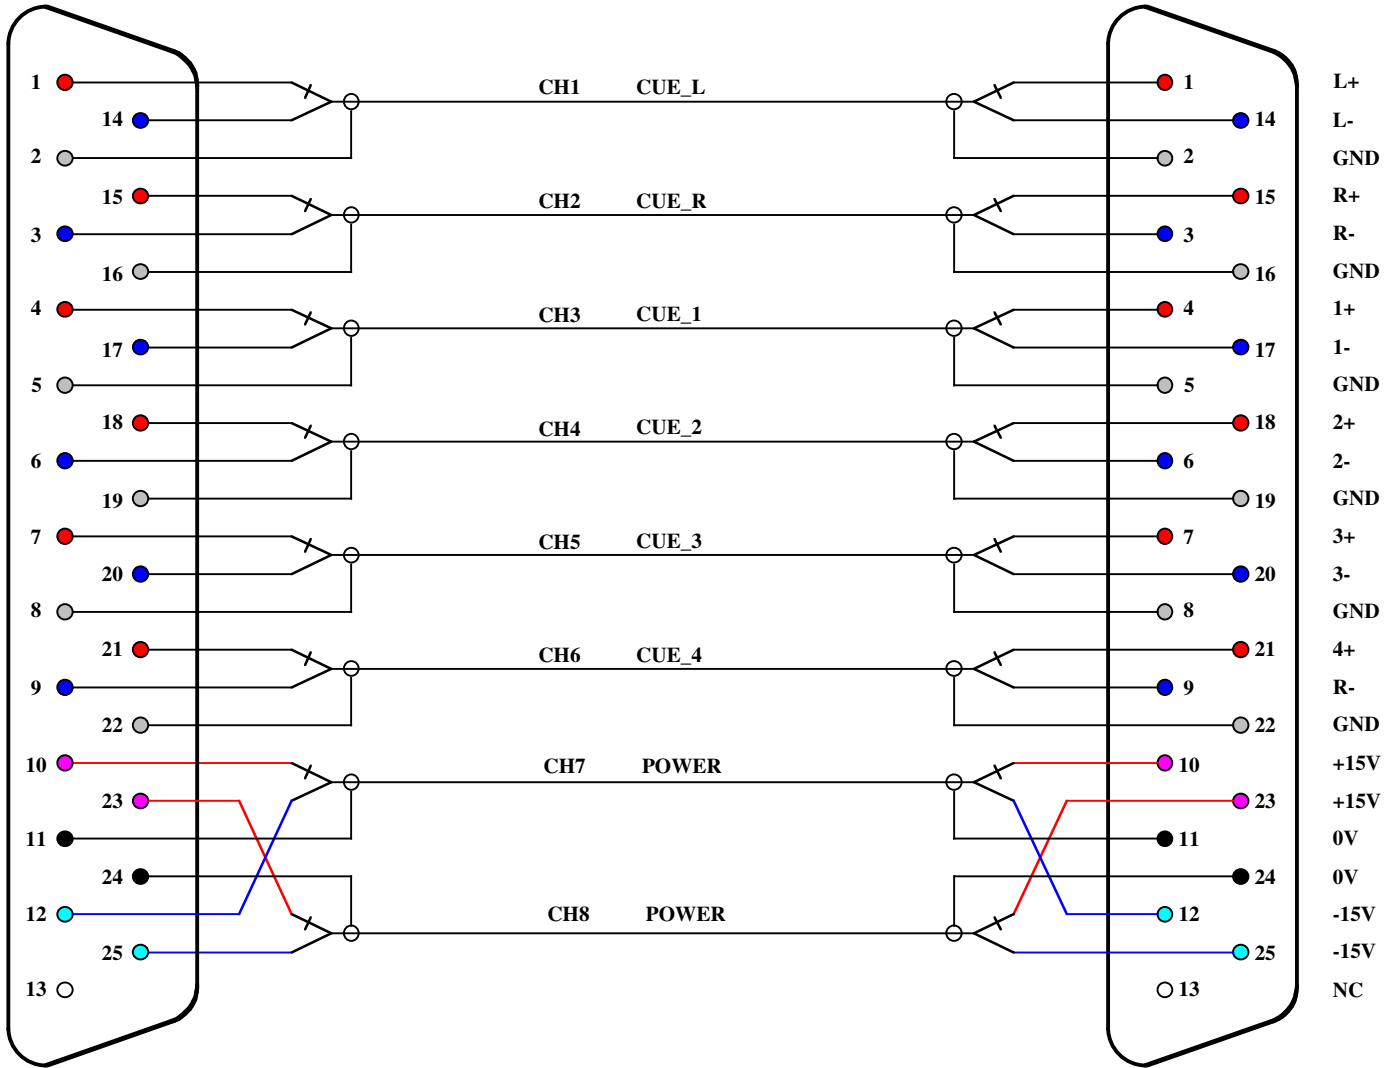 1 CH1 CUE_L 1 L+
14 14 L-
2 2 GND
15 CH2 CUE_R 15 R+
3 3 R-
16 16 GND
4 CH3 CUE_1 4 1+
17 17 1-
5 5 GND
18 CH4 CUE_2 18 2+
6 6 2-
19 19 GND
7 CH5 CUE_3 7 3+
20 20 3-
8 8 GND
21 CH6 CUE_4 21 4+
9 9 R-
22 22 GND
10 CH7 POWER 10 +15V
23 23 +15V
11 11 0V
24 24 0V
12 CH8 POWER 12 -15V
25 25 -15V
13 13 NC